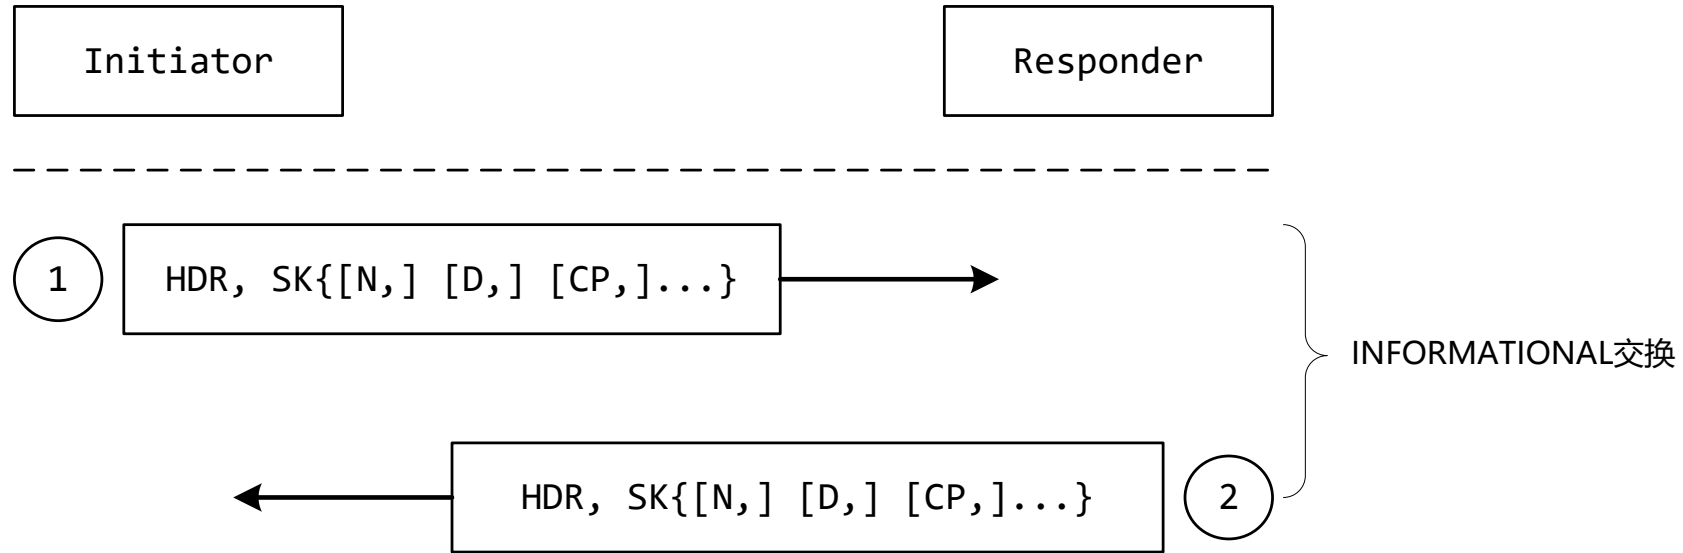 Initiator
Responder
1
HDR, SK{[N,] [D,] [CP,]...}
INFORMATIONAL交换
HDR, SK{[N,] [D,] [CP,]...}
2